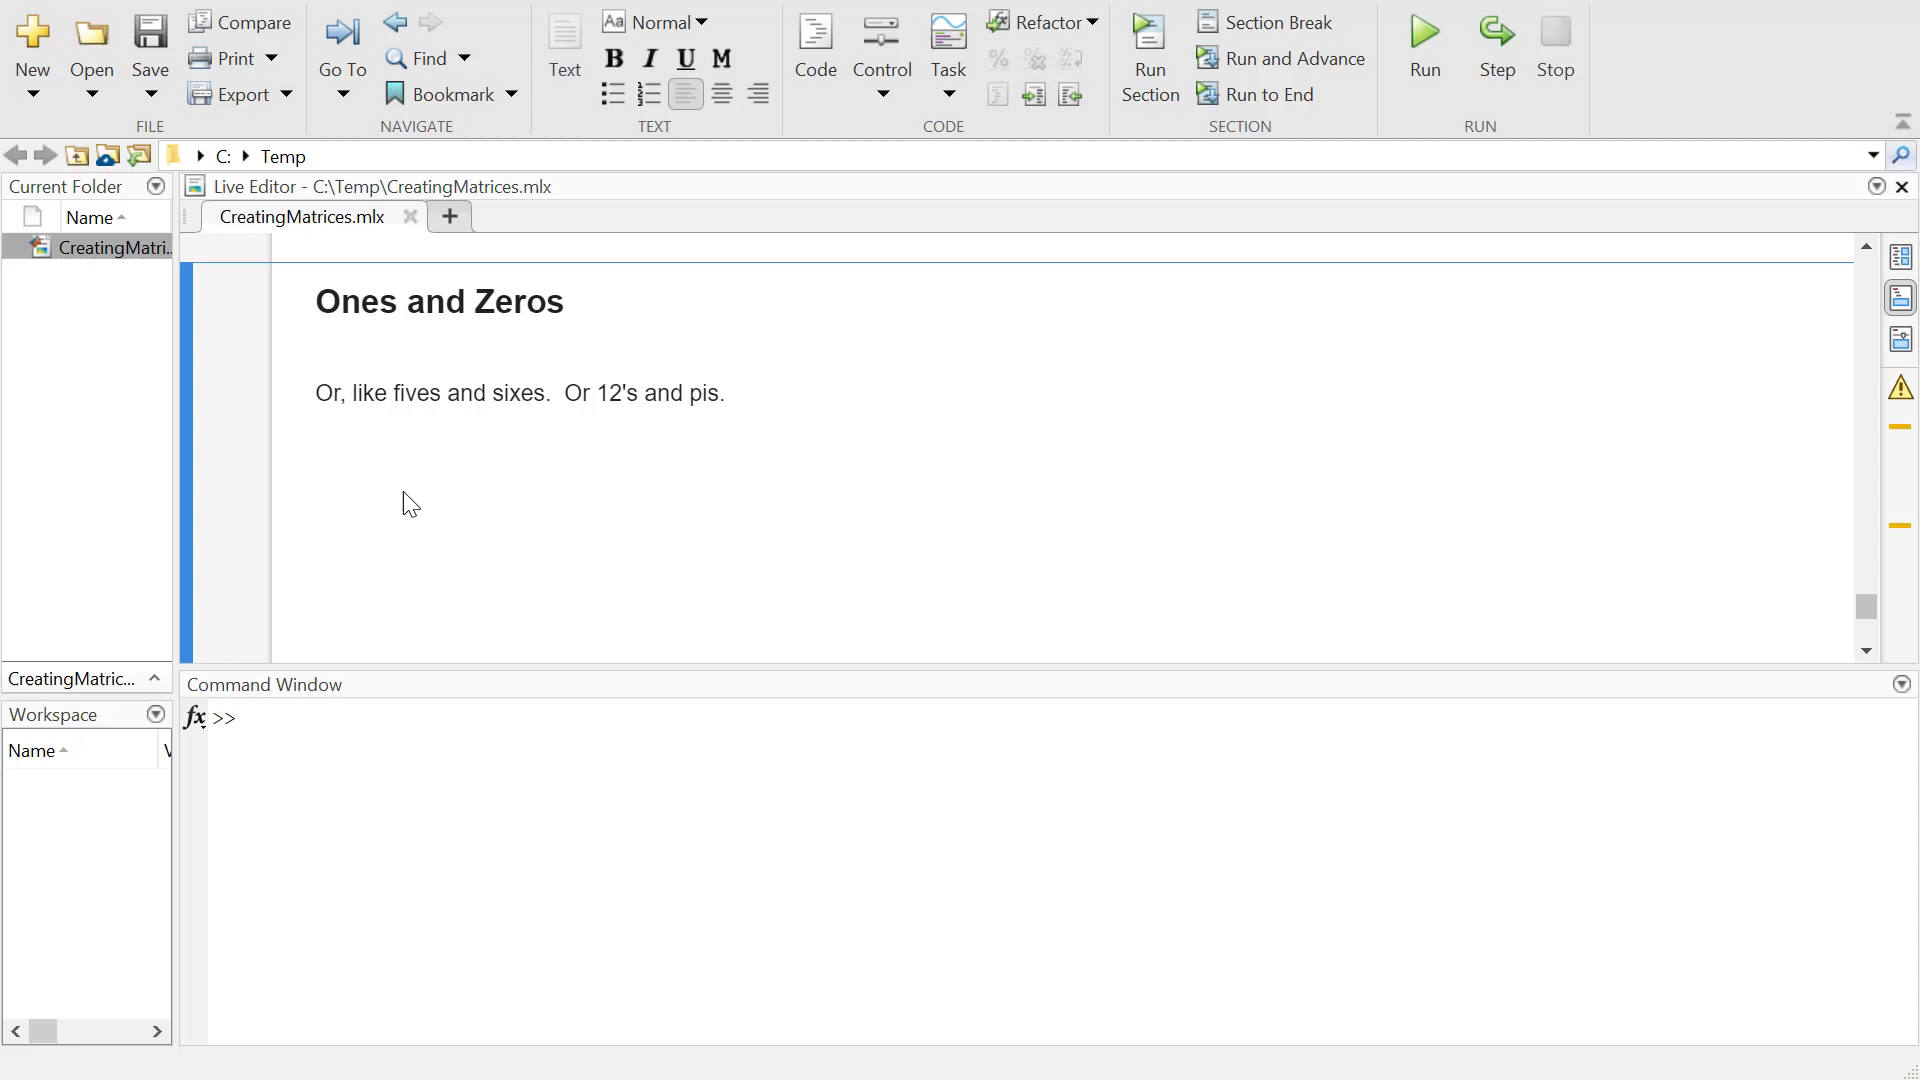 New
Open
Save
Compare
Print
Export
FILE
Go To
Find
Bookmark
NAVIGATE
Text
Aa Normal
B I U M
TEXT
Code
Control
Task
Refactor
CODE
Run Section
Section Break
Run and Advance
Run to End
SECTION
Run
Step
Stop
RUN
C: Temp
Current Folder
Name
CreatingMatri..
CreatingMatric...
Workspace
Name
Live Editor - C:\Temp\CreatingMatrices.mlx
CreatingMatrices.mlx
Ones and Zeros
Or, like fives and sixes.  Or 12's and pis.
Command Window
fx >>